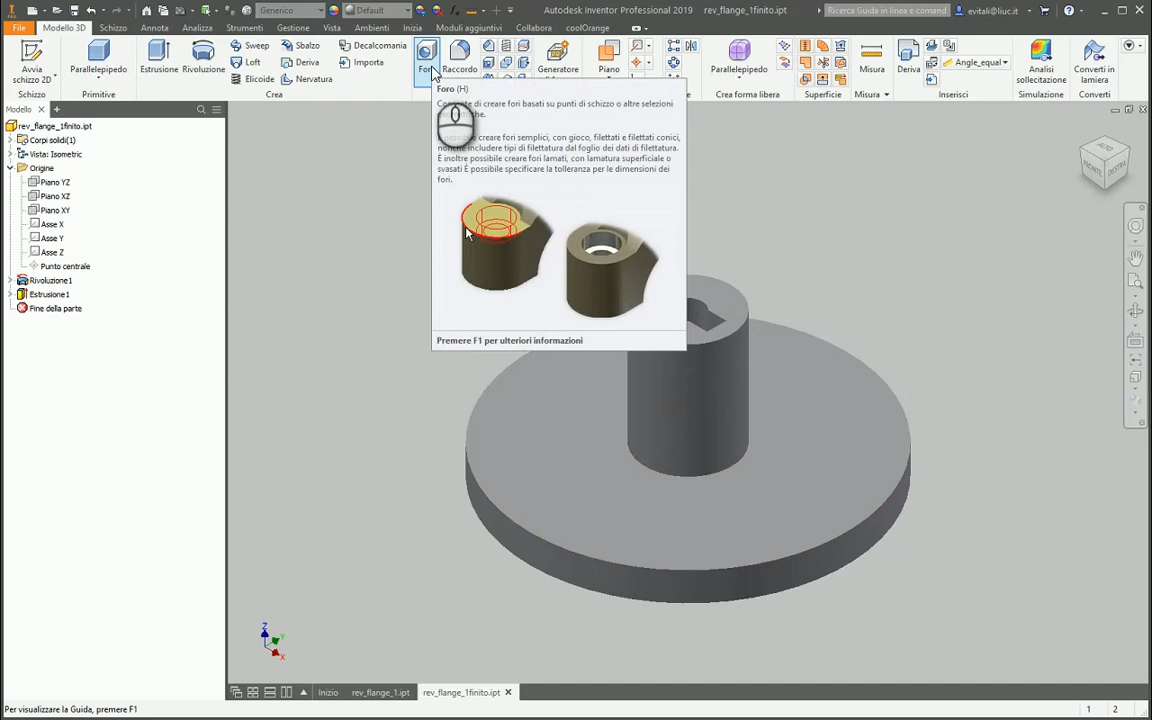 Generico
Default
Autodesk Inventor Professional 2019
rev_flange_1finito.ipt
Ricerca Guida in linea e comand
evitali@liuc.it
File
Modello 3D
Schizzo
Annota
Analizza
Strumenti
Gestione
Vista
Ambienti
Inizia
Moduli aggiuntivi
Collabora
coolOrange
Avvia
schizzo 2D
Parallelepipedo
Estrusione
Rivoluzione
Sweep
Loft
Elicoide
Sbalzo
Deriva
Nervatura
Decalcomania
Importa
Raccordo
Generatore
Piano
Parallelepipedo
Misura
Deriva
Angle_equal
Analisi
sollecitazione
Converti in
lamiera
Schizzo
Primitive
Crea
Forma libera
Superficie
Misura
Inserisci
Simulazione
Converti
Modello
rev_flange_1finito.ipt
Corpi solidi(1)
Vista: Isometric
Origine
Piano YZ
Piano XZ
Piano XY
Asse X
Asse Y
Asse Z
Punto centrale
Rivoluzione1
Estrusione1
Fine della parte
Foro (H)
di creare fori basati su punti di schizzo o altre selezioni
creare fori semplici, con gioco, filettati e filettati conici,
includere tipi di filettatura dal foglio dei dati di filettatura.
È inoltre possibile creare fori lamati, con lamatura superficiale o
svasati È possibile specificare la tolleranza per le dimensioni dei
fori.
Premere F1 per ulteriori informazioni
FRONTE
DESTRA
Z
Y
X
Inizio
rev_flange_1.ipt
rev_flange_1finito.ipt
Per visualizzare la Guida, premere F1
1
2